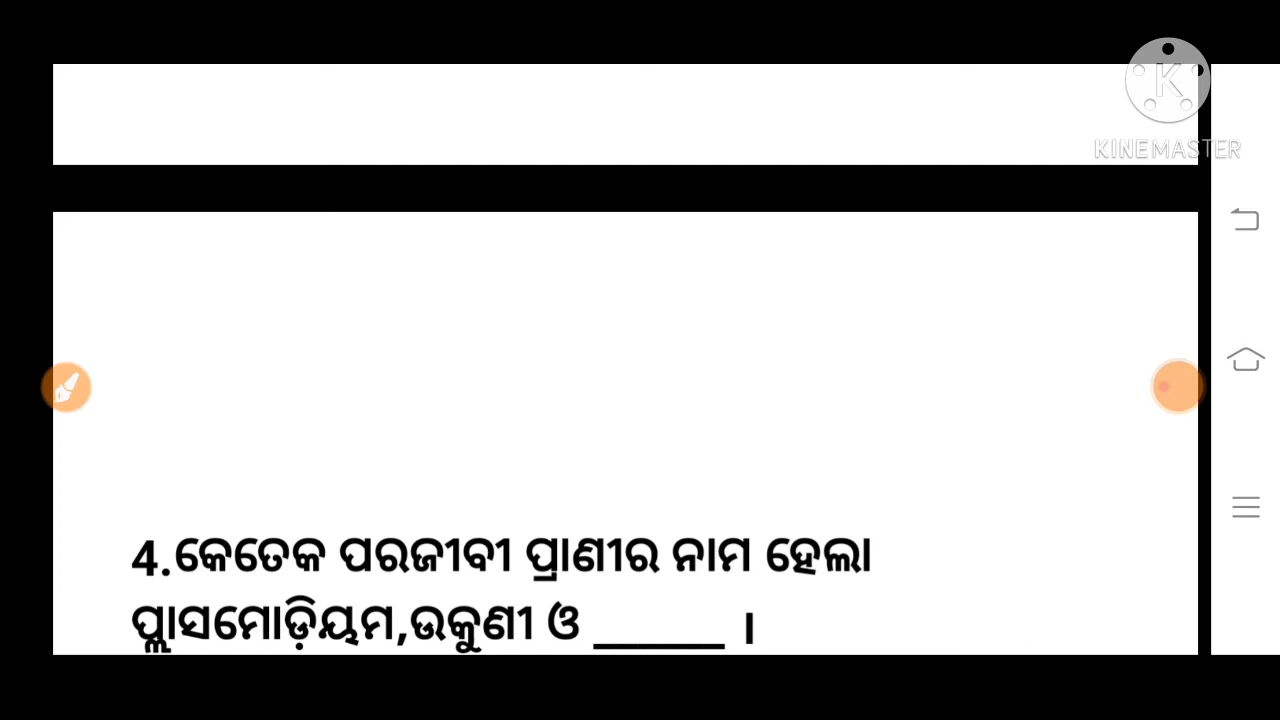 KINEMASTER
4.କେତେକ ପରଜୀବୀ ପ୍ରାଣୀର ନାମ ହେଲା
ପ୍ଲାସମୋଡ଼ିୟମ,ଉକୁଣୀ ଓ ______ ।